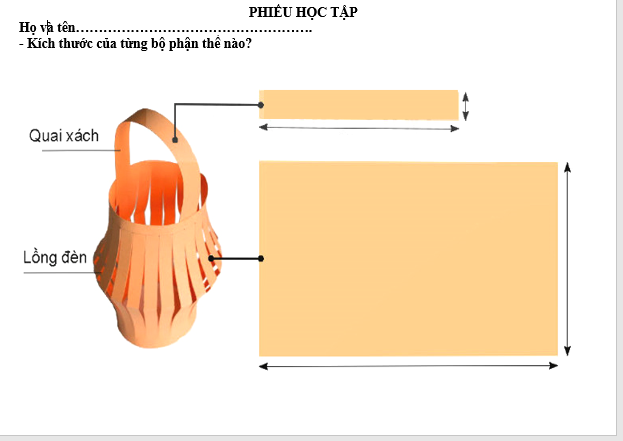 PHIẾU HỌC TẬP
Họ và tên……………………………………………….
- Kích thước của từng bộ phận thế nào?
Quai xách
Lồng đèn